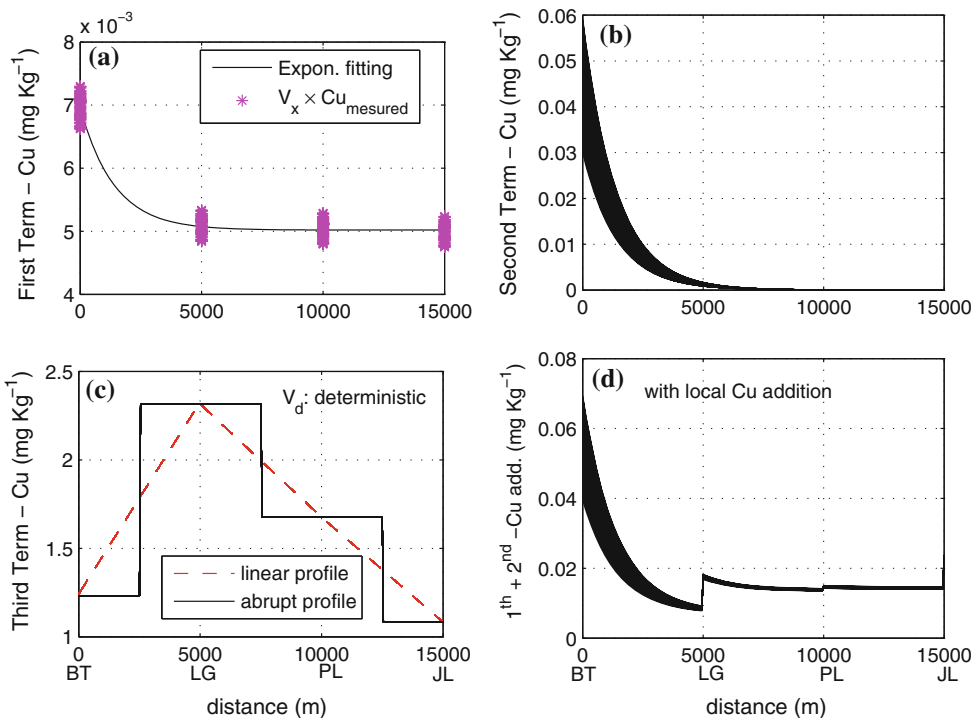 x 10⁻³
(a)
8
7
6
5
4
First Term − Cu (mg Kg⁻¹)
Expon. fitting
Vₓ × Cu_mesured
0
5000
10000
15000
(b)
0.06
0.05
0.04
0.03
0.02
0.01
0
Second Term − Cu (mg Kg⁻¹)
0
5000
10000
15000
(c)
V_d: deterministic
2.5
2
1.5
1
Third Term − Cu (mg Kg⁻¹)
linear profile
abrupt profile
0
5000
10000
15000
BT
LG
PL
JL
distance (m)
(d)
with local Cu addition
0.08
0.06
0.04
0.02
0
1ᵗʰ + 2ⁿᵈ −Cu add. (mg Kg⁻¹)
0
5000
10000
15000
BT
LG
PL
JL
distance (m)